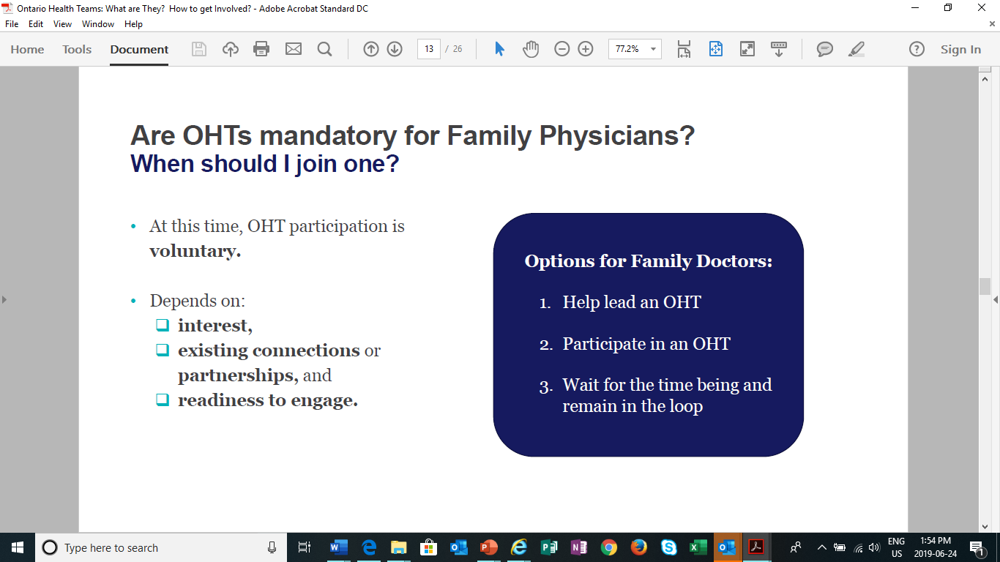 Ontario Health Teams: What are They?  How to get Involved? - Adobe Acrobat Standard DC
File Edit View Window Help
Home Tools Document 13 / 26 77.2% Sign In
Are OHTs mandatory for Family Physicians?
When should I join one?
• At this time, OHT participation is
voluntary.
• Depends on:
❑ interest,
❑ existing connections or
partnerships, and
❑ readiness to engage.
Options for Family Doctors:
1. Help lead an OHT
2. Participate in an OHT
3. Wait for the time being and
remain in the loop
Type here to search
ENG
US
1:54 PM
2019-06-24
1